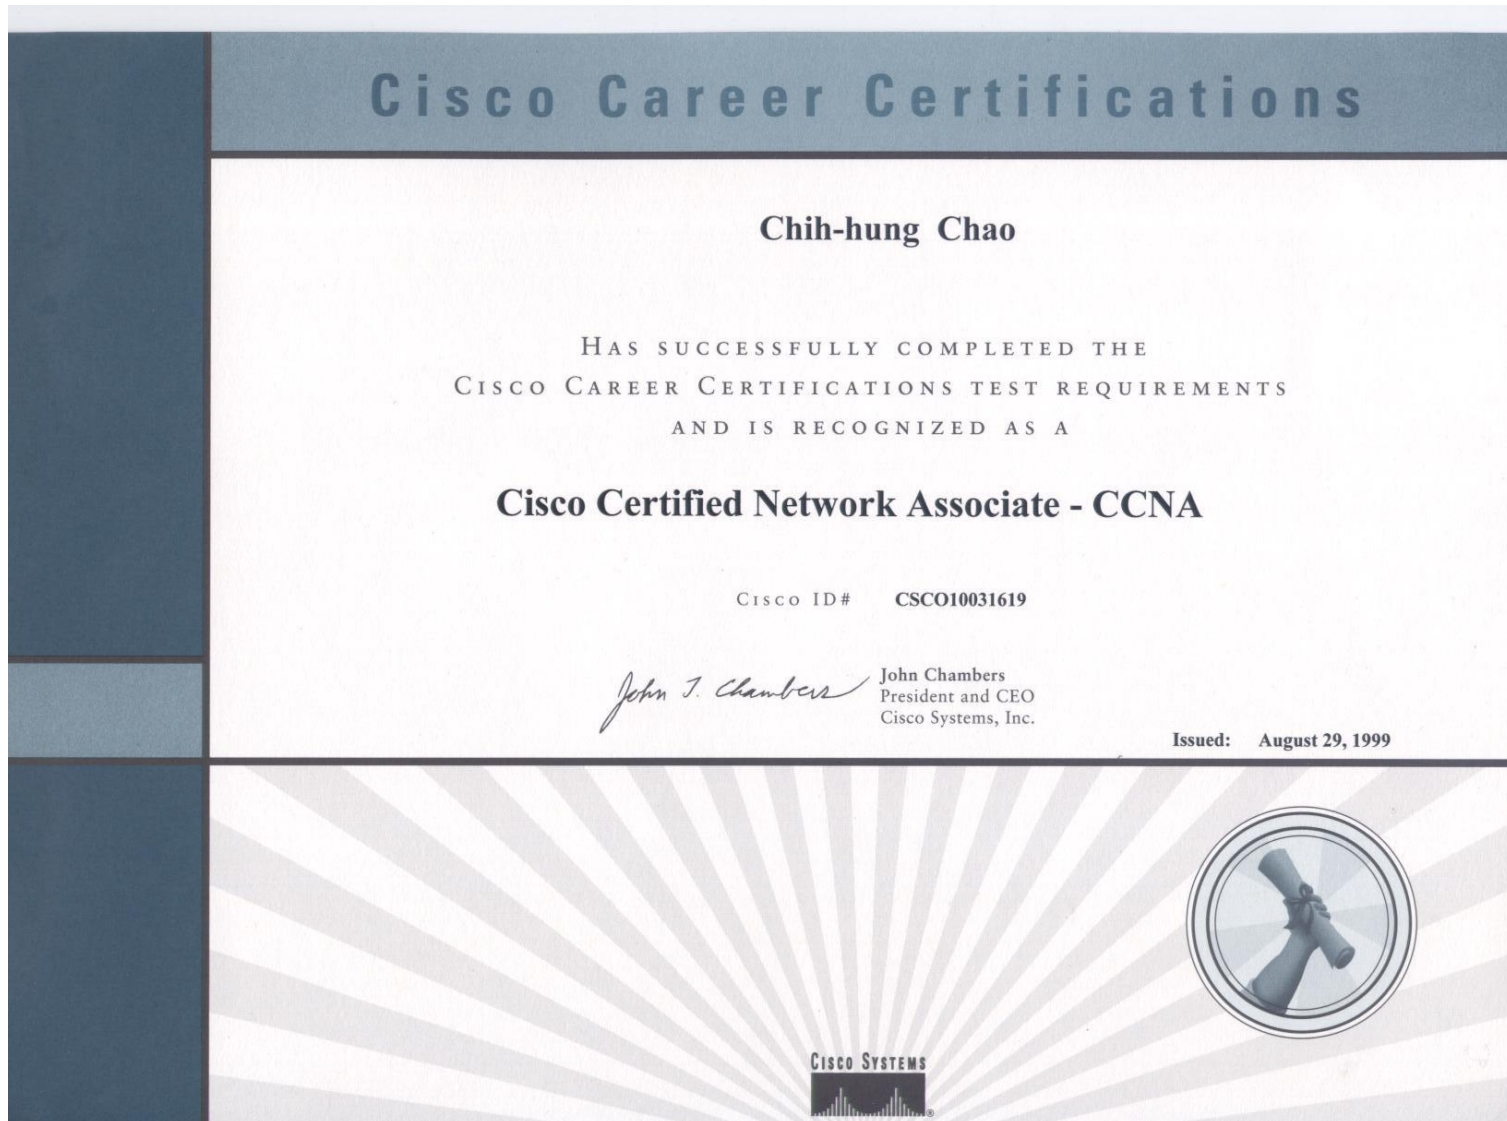 Cisco Career Certifications
Chih-hung Chao
HAS SUCCESSFULLY COMPLETED THE
CISCO CAREER CERTIFICATIONS TEST REQUIREMENTS
AND IS RECOGNIZED AS A
Cisco Certified Network Associate - CCNA
CISCO ID# CSCO10031619
John T. Chambers
John Chambers
President and CEO
Cisco Systems, Inc.
Issued: August 29, 1999
CISCO SYSTEMS
®